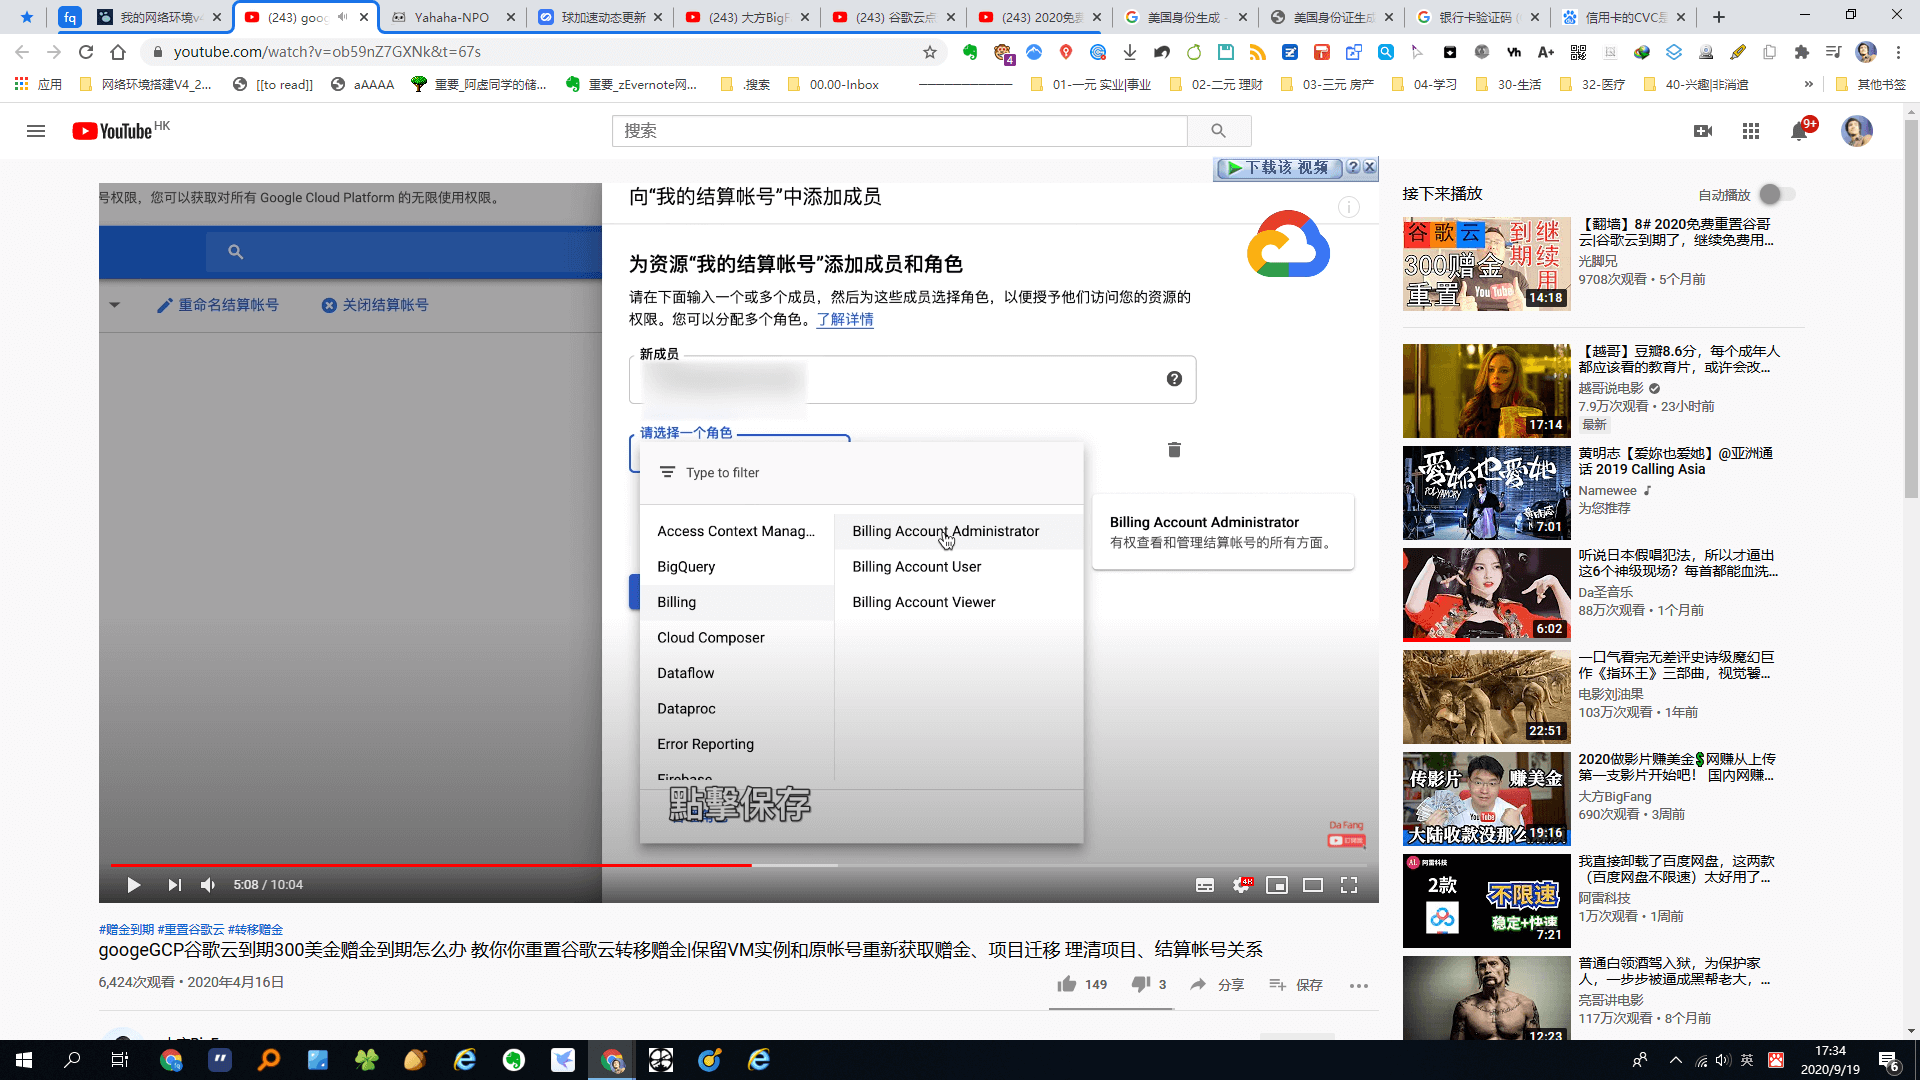 fq
我的网络环境v
(243) goog
Yahaha-NPO
球加速动态更新
(243) 大方BigF
(243) 谷歌云点
(243) 2020免费
美国身份生成 -
美国身份证生成
银行卡验证码 (
信用卡的CVC是
youtube.com/watch?v=ob59nZ7GXNk&t=67s
应用
网络环境搭建V4_2...
[[to read]]
aAAAA
重要_阿虚同学的储...
重要_zEvernote网...
.搜索
00.00-Inbox
01-一元 实业|事业
02-二元 理财
03-三元 房产
04-学习
30-生活
32-医疗
40-兴趣|非消遣
»
其他书签
YouTube HK
搜索
9+
下载该 视频
号权限，您可以获取对所有 Google Cloud Platform 的无限使用权限。
重命名结算帐号
关闭结算帐号
向“我的结算帐号”中添加成员
为资源“我的结算帐号”添加成员和角色
请在下面输入一个或多个成员，然后为这些成员选择角色，以便授予他们访问您的资源的
权限。您可以分配多个角色。了解详情
新成员
请选择一个角色
Type to filter
Access Context Manag...
BigQuery
Billing
Cloud Composer
Dataflow
Dataproc
Error Reporting
Firebase
Billing Account Administrator
Billing Account User
Billing Account Viewer
Billing Account Administrator
有权查看和管理结算帐号的所有方面。
點擊保存
Da Fang
5:08 / 10:04
#赠金到期 #重置谷歌云 #转移赠金
googeGCP谷歌云到期300美金赠金到期怎么办 教你你重置谷歌云转移赠金|保留VM实例和原帐号重新获取赠金、项目迁移 理清项目、结算帐号关系
6,424次观看 • 2020年4月16日
149
3
分享
保存
接下来播放
自动播放
谷歌云
到期
继续用
300赠金
重置
YouTube
14:18
【翻墙】8# 2020免费重置谷哥
云|谷歌云到期了，继续免费用...
光脚兄
9708次观看 • 5个月前
17:14
【越哥】豆瓣8.6分，每个成年人
都应该看的教育片，或许会改...
越哥说电影
7.9万次观看 • 23小时前
最新
愛妳也愛她
POLYAMORY
7:01
黄明志【爱妳也爱她】@亚洲通
话 2019 Calling Asia
Namewee
为您推荐
6:02
听说日本假唱犯法，所以才逼出
这6个神级现场？每首都能血洗...
Da圣音乐
88万次观看 • 1个月前
22:51
一口气看完无差评史诗级魔幻巨
作《指环王》三部曲，视觉饕...
电影刘油果
103万次观看 • 1年前
传影片
赚美金
YouTube
大陆收款没那么
19:16
2020做影片赚美金💲网赚从上传
第一支影片开始吧！ 国内网赚...
大方BigFang
690次观看 • 3周前
阿雷科技
2款
不限速
稳定+快速
7:21
我直接卸载了百度网盘，这两款
（百度网盘不限速）太好用了...
阿雷科技
1万次观看 • 1周前
12:23
普通白领酒驾入狱，为保护家
人，一步步被逼成黑帮老大，...
亮哥讲电影
117万次观看 • 8个月前
英
17:34
2020/9/19
6